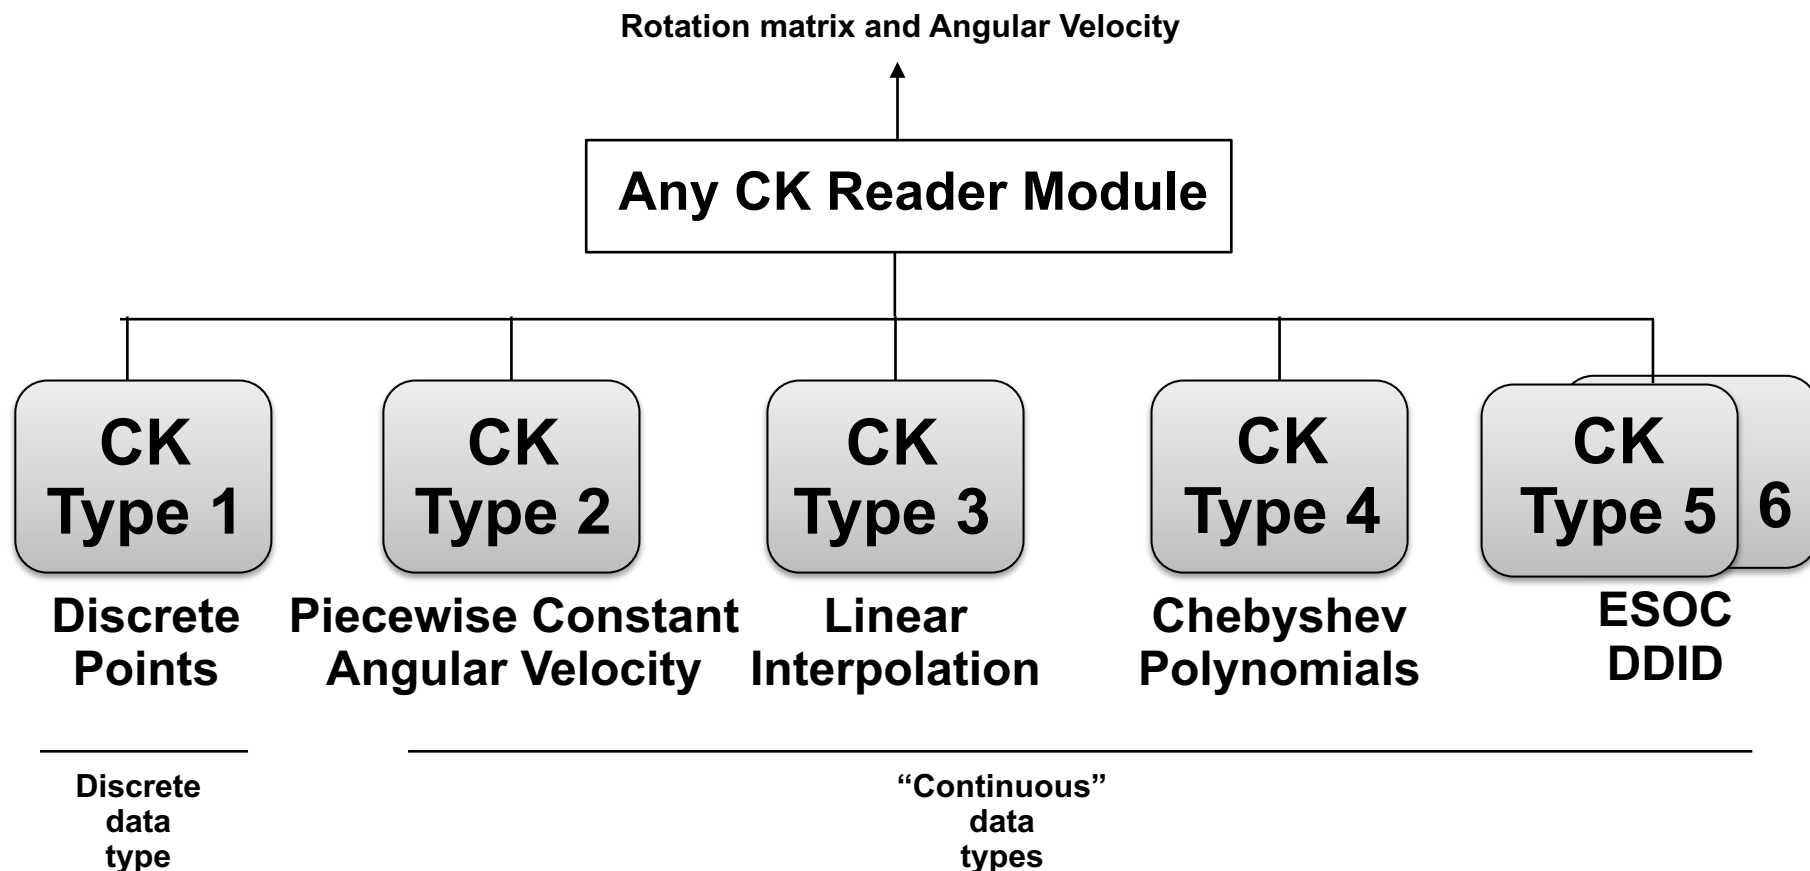 Rotation matrix and Angular Velocity
Any CK Reader Module
CK
Type 1
CK
Type 2
CK
Type 3
CK
Type 4
CK
Type 5
6
Discrete
Points
Piecewise Constant
Angular Velocity
Linear
Interpolation
Chebyshev
Polynomials
ESOC
DDID
Discrete
data
type
“Continuous”
data
types